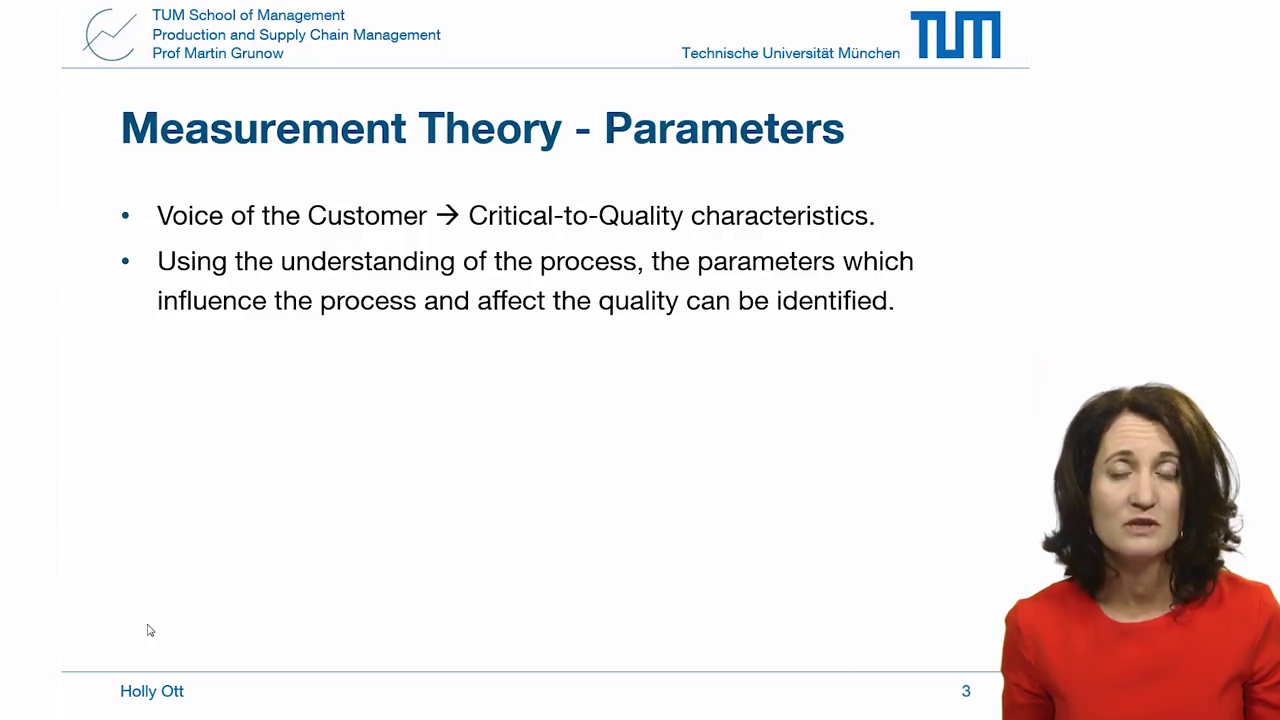 TUM School of Management
Production and Supply Chain Management
Prof Martin Grunow
Technische Universität München
TUM
Measurement Theory - Parameters
• Voice of the Customer → Critical-to-Quality characteristics.
• Using the understanding of the process, the parameters which
influence the process and affect the quality can be identified.
Holly Ott
3